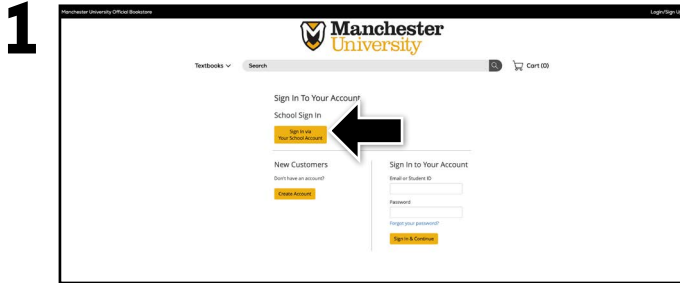 1
Manchester University Official Bookstore
Login/Sign U
Manchester
University
Textbooks
Search
Cart (0)
Sign In To Your Account
School Sign In
Sign In via
Your School Account
New Customers
Don't have an account?
Create Account
Sign In to Your Account
Email or Student ID
Password
Forgot your password?
Sign In & Continue